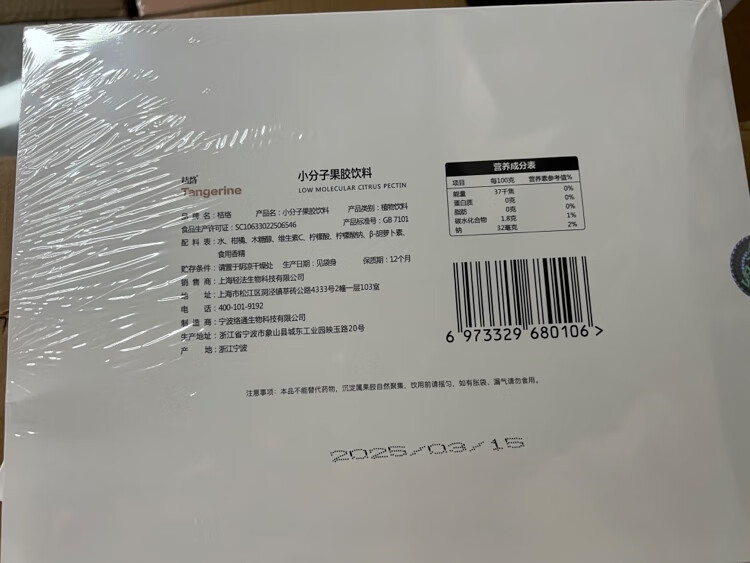 桔络
Tangerine
小分子果胶饮料
LOW MOLECULAR CITRUS PECTIN
品 牌 名：桔络 产品名：小分子果胶饮料 产品类别：植物饮料
食品生产许可证：SC10633022506546 产品标准号：GB 7101
配 料 表：水、柑橘、木糖醇、维生素C、柠檬酸、柠檬酸钠、β-胡萝卜素、
食用香精
贮存条件：请置于阴凉干燥处 生产日期：见袋身 保质期：12个月
销 售 商：上海轻法生物科技有限公司
地 址：上海市松江区洞泾镇莘砖公路4333号2幢一层103室
电 话：400-101-9192
制 造 商：宁波络通生物科技有限公司
生产地址：浙江省宁波市象山县城东工业园映玉路20号
产 地：浙江宁波
营养成分表
项目 每100克 营养素参考值%
能量 37千焦 0%
蛋白质 0克 0%
脂肪 0克 0%
碳水化合物 1.8克 1%
钠 32毫克 2%
6 973329 680106 >
注意事项：本品不能替代药物，沉淀属果胶自然聚集，饮用前请摇匀，如有胀袋、漏气请勿食用。
2025/03/15